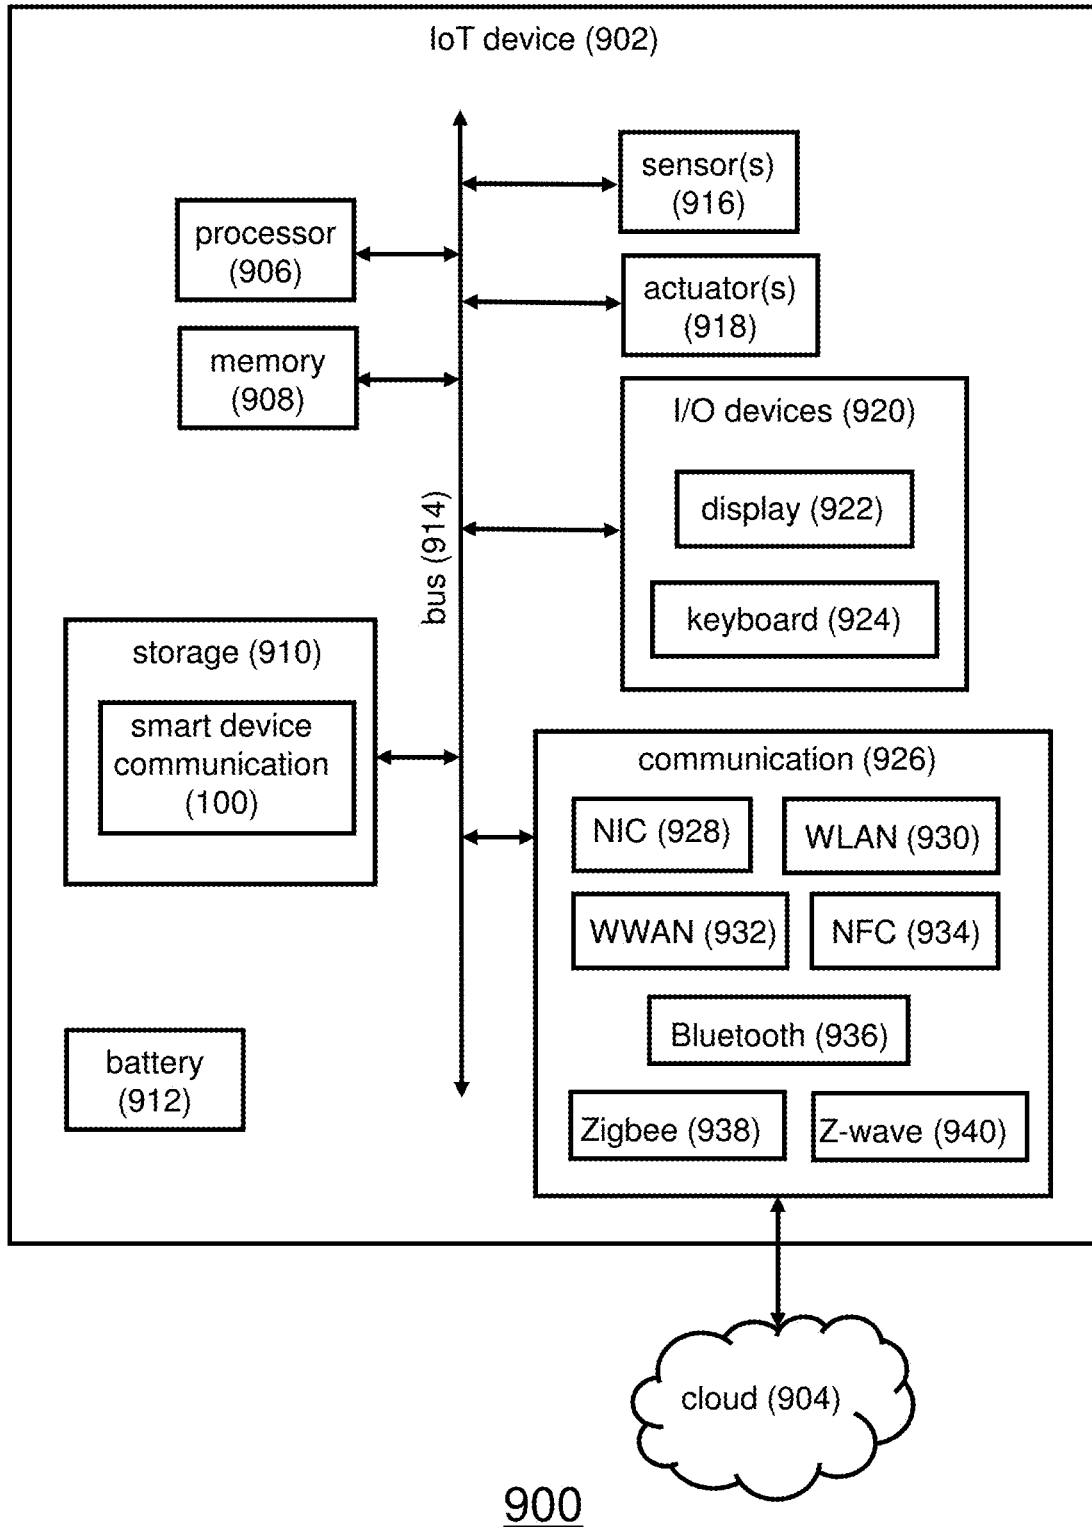 IoT device (902)
sensor(s)
(916)
processor
(906)
actuator(s)
(918)
memory
(908)
I/O devices (920)
display (922)
bus (914)
keyboard (924)
storage (910)
smart device
communication
(100)
communication (926)
NIC (928)
WLAN (930)
WWAN (932)
NFC (934)
Bluetooth (936)
battery
(912)
Zigbee (938)
Z-wave (940)
cloud (904)
900